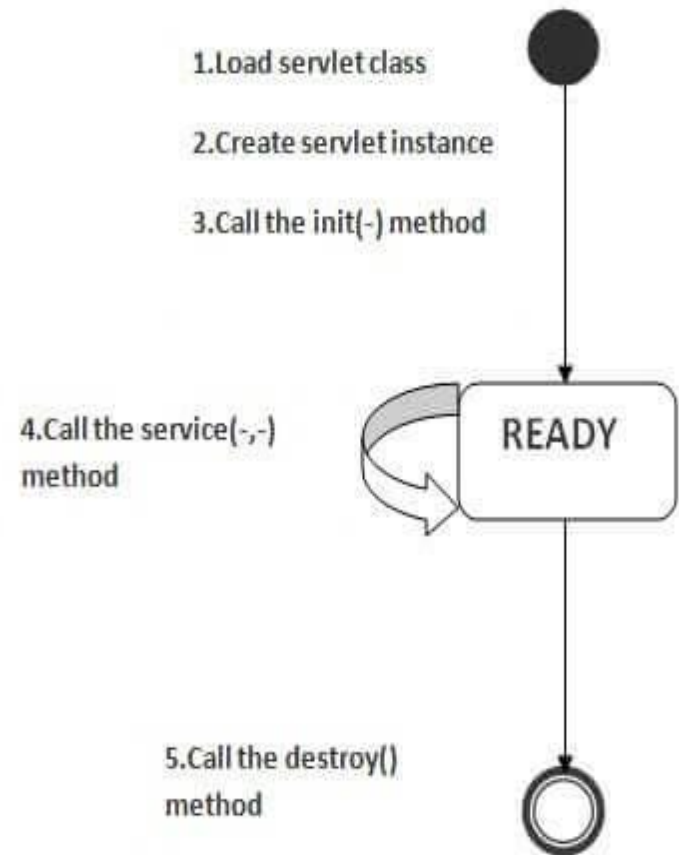 1.Load servlet class
2.Create servlet instance
3.Call the init(-) method
4.Call the service(-,-)
method
READY
5.Call the destroy()
method